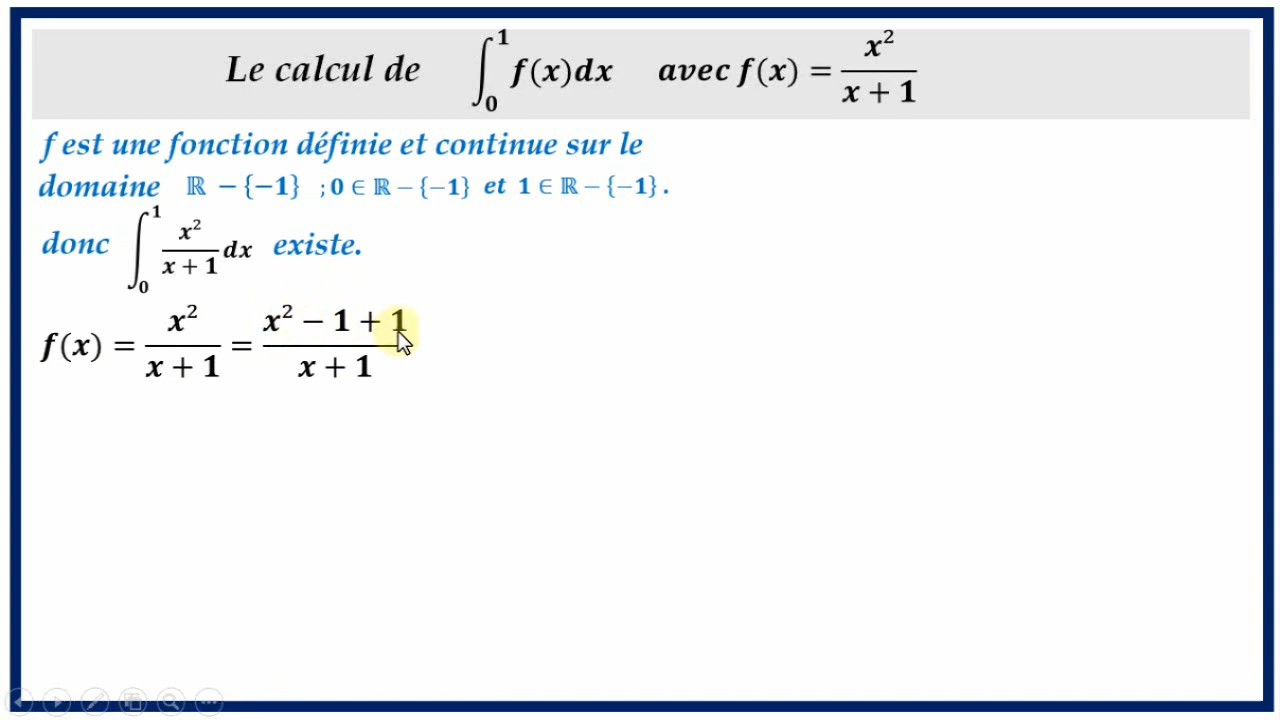 Le calcul de ∫₀¹ f(x)dx avec f(x) = x²/(x + 1)
f est une fonction définie et continue sur le
domaine ℝ − {−1} ; 0 ∈ ℝ − {−1} et 1 ∈ ℝ − {−1} .
donc ∫₀¹ x²/(x + 1) dx existe.
f(x) = x²/(x + 1) = (x² − 1 + 1)/(x + 1)